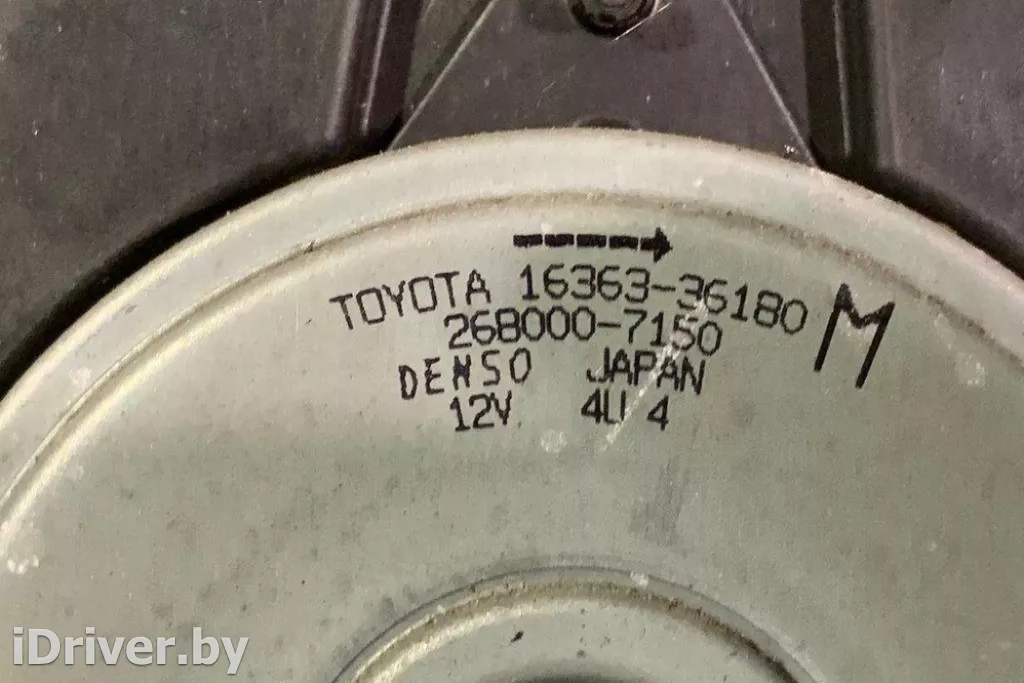 TOYOTA 16363-36180 M
268000-7150
DENSO JAPAN
12V 4U 4
iDriver.by